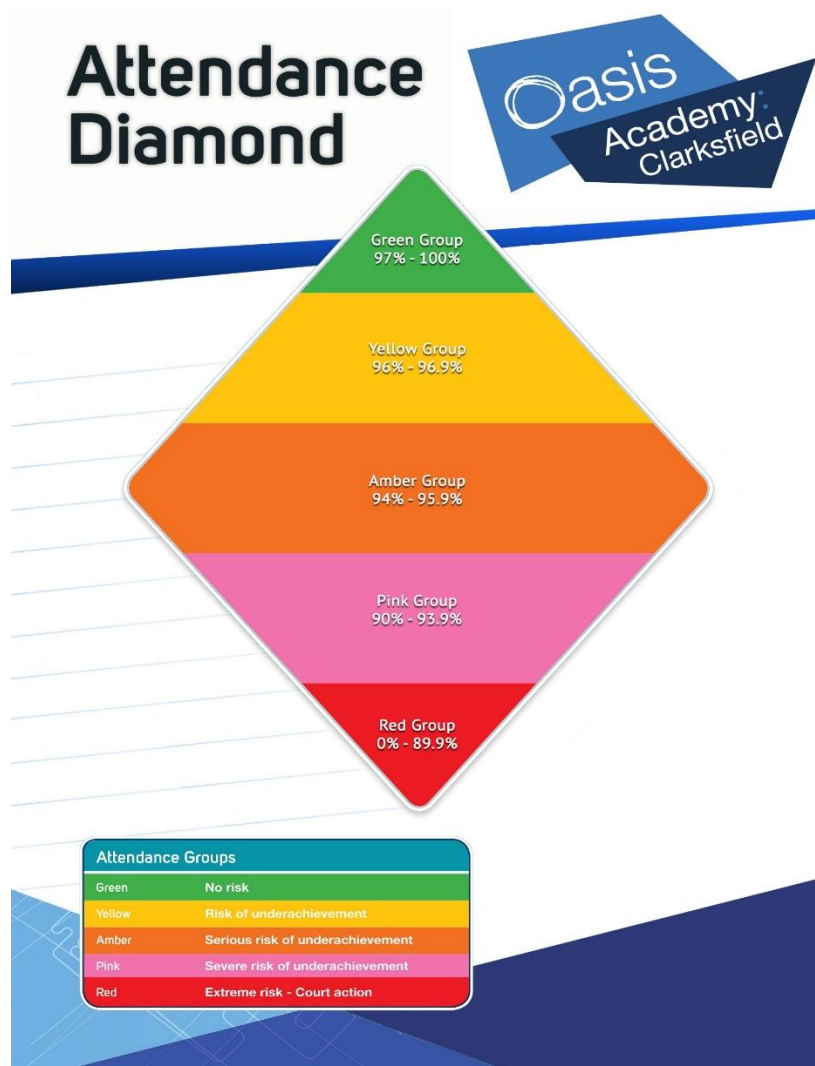 Attendance
Diamond
Oasis
Academy:
Clarksfield
Green Group
97% - 100%
Yellow Group
96% - 96.9%
Amber Group
94% - 95.9%
Pink Group
90% - 93.9%
Red Group
0% - 89.9%
Attendance Groups
Green No risk
Yellow Risk of underachievement
Amber Serious risk of underachievement
Pink Severe risk of underachievement
Red Extreme risk - Court action